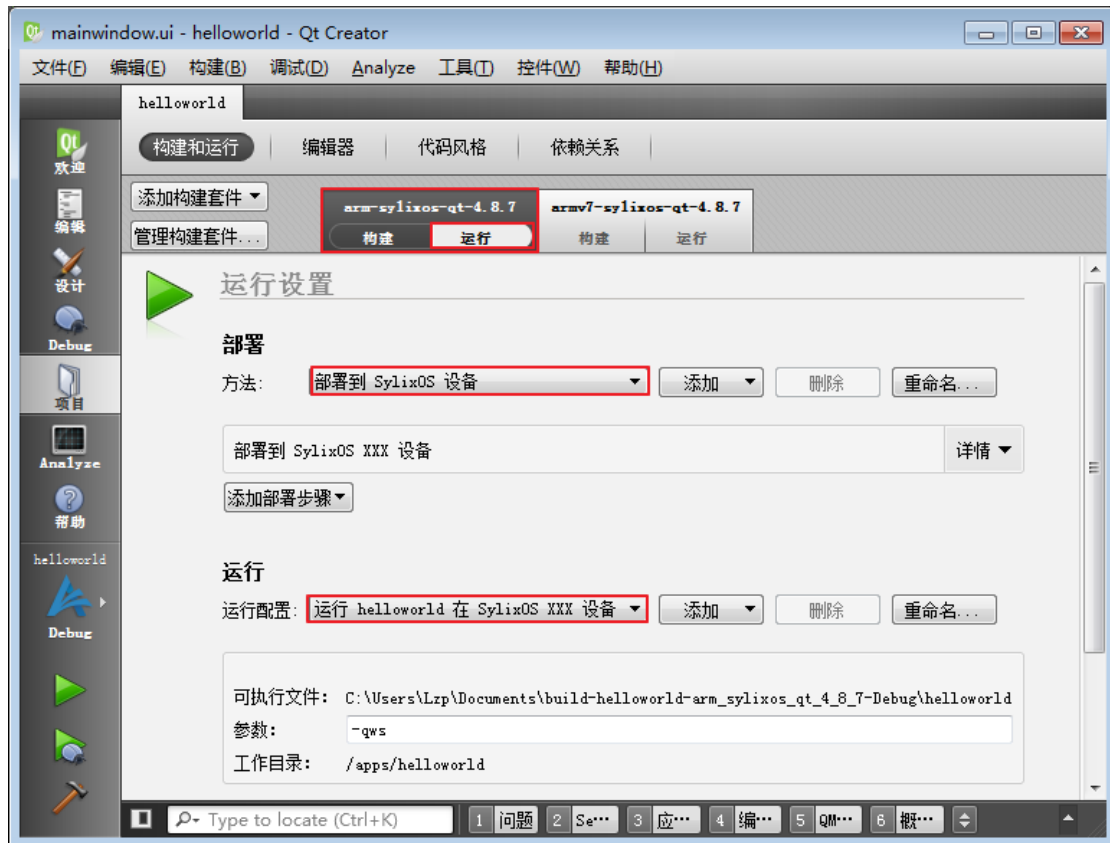 mainwindow.ui - helloworld - Qt Creator
文件(F) 编辑(E) 构建(B) 调试(D) Analyze 工具(T) 控件(W) 帮助(H)
helloworld
构建和运行 编辑器 代码风格 依赖关系
添加构建套件
管理构建套件...
arm-sylixos-qt-4.8.7 armv7-sylixos-qt-4.8.7
构建 运行 构建 运行
欢迎
编辑
设计
Debug
项目
Analyze
帮助
helloworld
Debug
运行设置
部署
方法: 部署到 SylixOS 设备 添加 删除 重命名...
部署到 SylixOS XXX 设备 详情
添加部署步骤
运行
运行配置: 运行 helloworld 在 SylixOS XXX 设备 添加 删除 重命名...
可执行文件: C:\Users\Lzp\Documents\build-helloworld-arm_sylixos_qt_4_8_7-Debug\helloworld
参数: -qws
工作目录: /apps/helloworld
Type to locate (Ctrl+K) 1 问题 2 Se… 3 应… 4 编… 5 QM… 6 概…